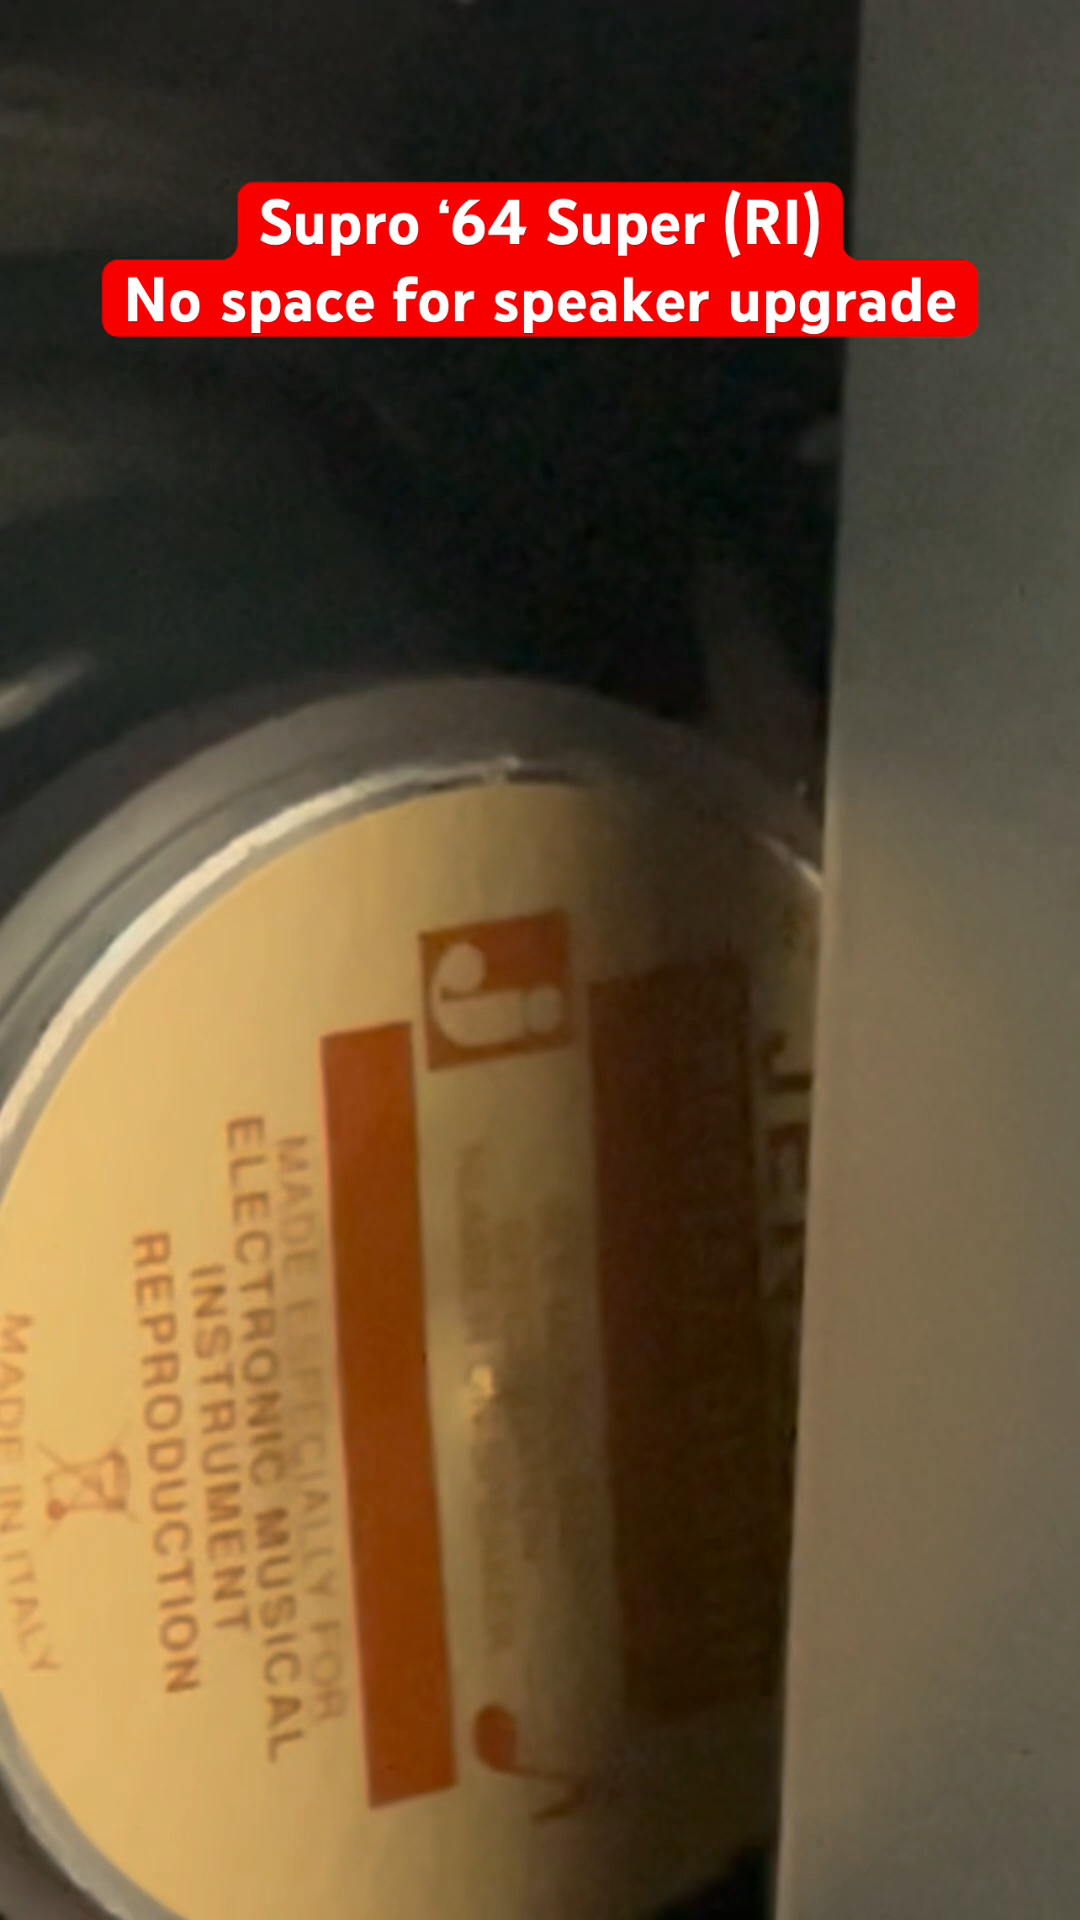 Supro ‘64 Super (RI)
No space for speaker upgrade
j
JEN
MADE ESPECIALLY FOR
ELECTRONIC MUSICAL
INSTRUMENT
REPRODUCTION
MADE IN ITALY